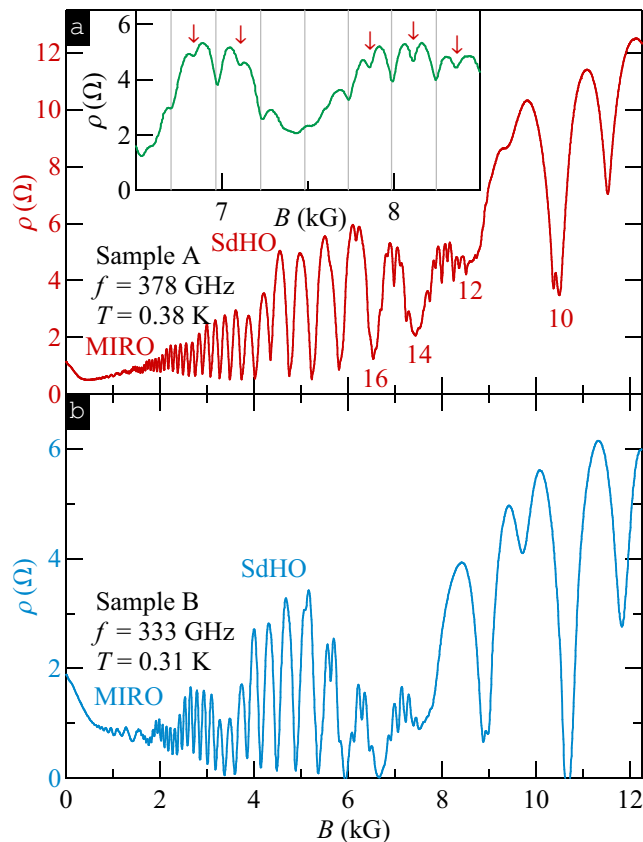 a
12
10
8
6
4
2
0
ρ (Ω)
6
4
2
0
ρ (Ω)
7
8
B (kG)
SdHO
Sample A
f = 378 GHz
T = 0.38 K
MIRO
16
14
12
10
b
6
4
2
0
ρ (Ω)
SdHO
Sample B
f = 333 GHz
T = 0.31 K
MIRO
0 2 4 6 8 10 12
B (kG)